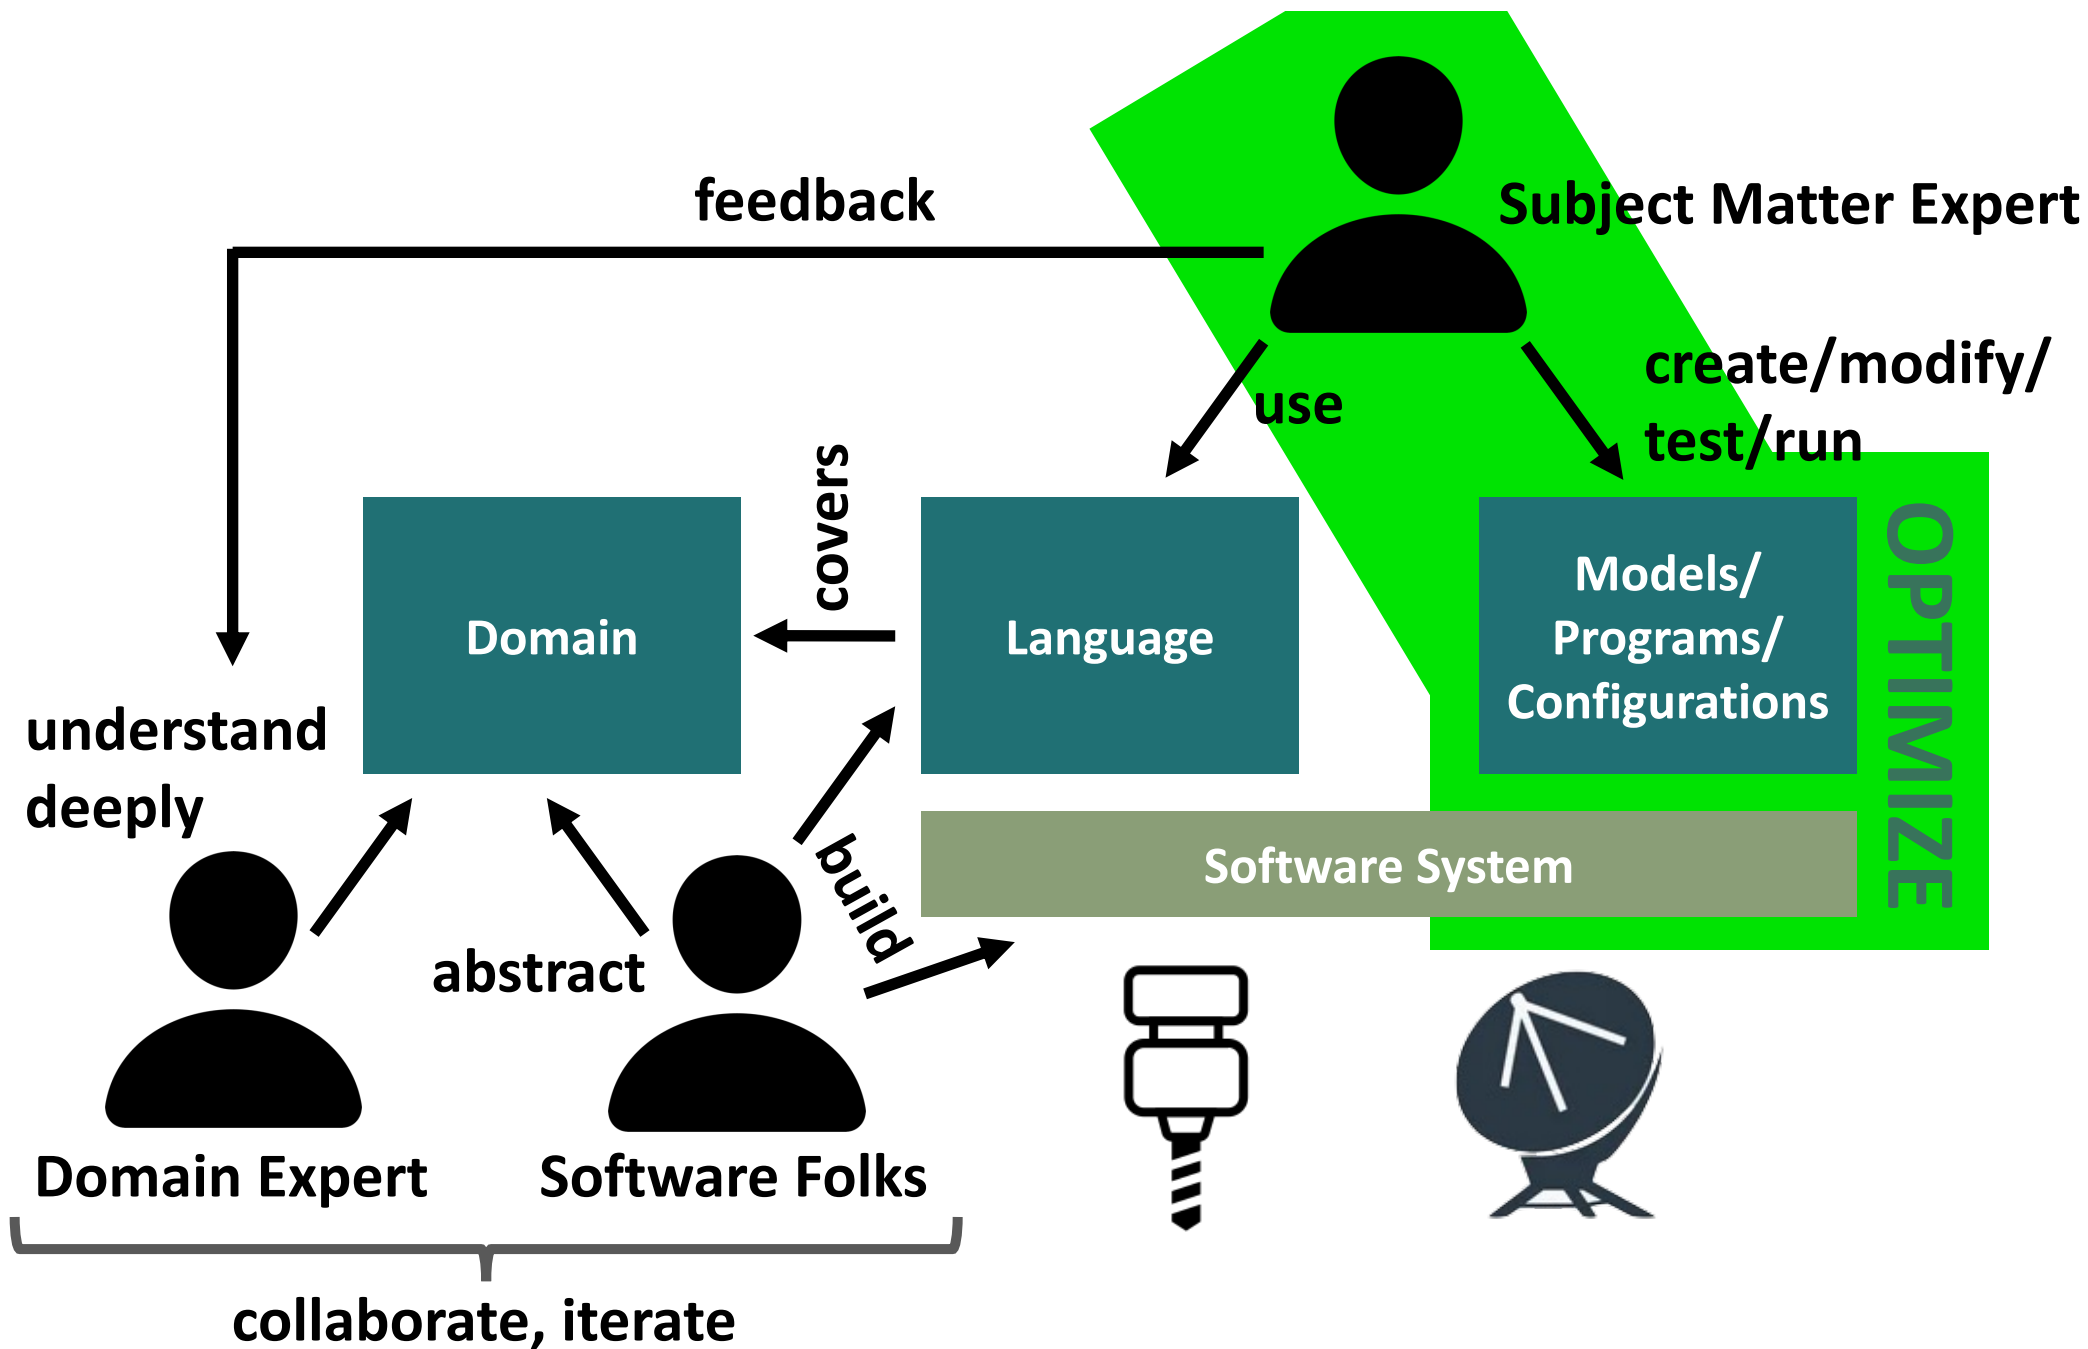 feedback
Subject Matter Expert
create/modify/
test/run
use
covers
Domain
Language
Models/
Programs/
Configurations
OPTIMIZE
understand
deeply
build
Software System
abstract
Domain Expert
Software Folks
collaborate, iterate